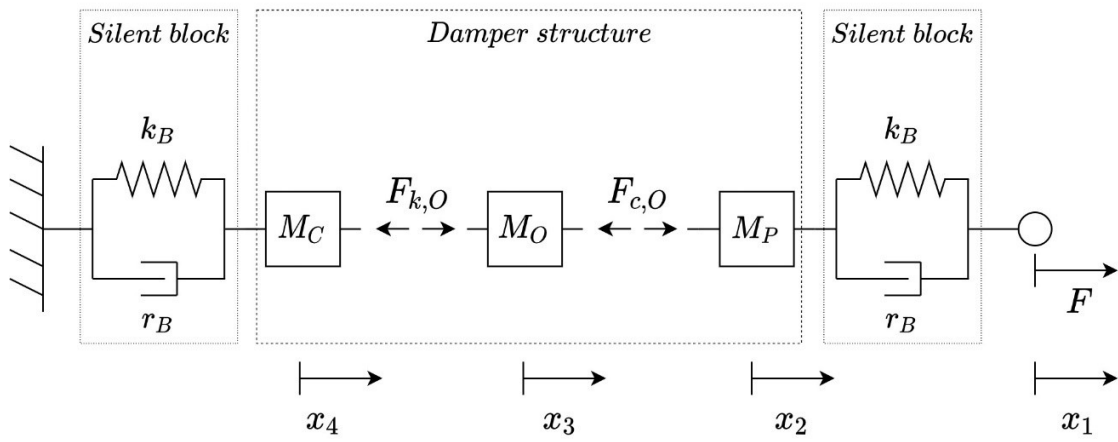 Silent block
Damper structure
Silent block
k_B
k_B
F_{k,O}
F_{c,O}
M_C
M_O
M_P
r_B
r_B
F
x_4
x_3
x_2
x_1